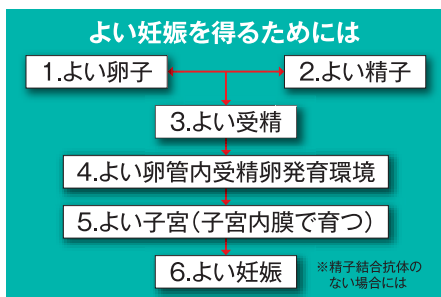 よい妊娠を得るためには
1.よい卵子
2.よい精子
3.よい受精
4.よい卵管内受精卵発育環境
5.よい子宮(子宮内膜で育つ)
6.よい妊娠
※精子結合抗体の
ない場合には